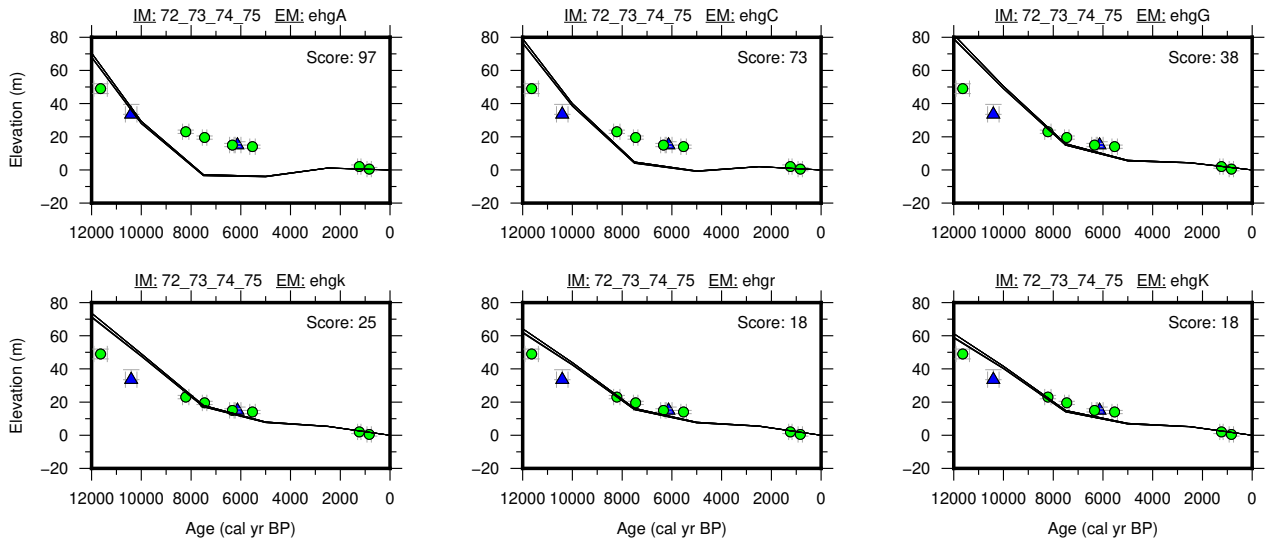 IM: 72_73_74_75 EM: ehgA
80
60
40
20
0
−20
Elevation (m)
Score: 97
12000 10000 8000 6000 4000 2000 0
IM: 72_73_74_75 EM: ehgC
80
60
40
20
0
−20
Score: 73
12000 10000 8000 6000 4000 2000 0
IM: 72_73_74_75 EM: ehgG
80
60
40
20
0
−20
Score: 38
12000 10000 8000 6000 4000 2000 0
IM: 72_73_74_75 EM: ehgk
80
60
40
20
0
−20
Elevation (m)
Score: 25
12000 10000 8000 6000 4000 2000 0
Age (cal yr BP)
IM: 72_73_74_75 EM: ehgr
80
60
40
20
0
−20
Score: 18
12000 10000 8000 6000 4000 2000 0
Age (cal yr BP)
IM: 72_73_74_75 EM: ehgK
80
60
40
20
0
−20
Score: 18
12000 10000 8000 6000 4000 2000 0
Age (cal yr BP)